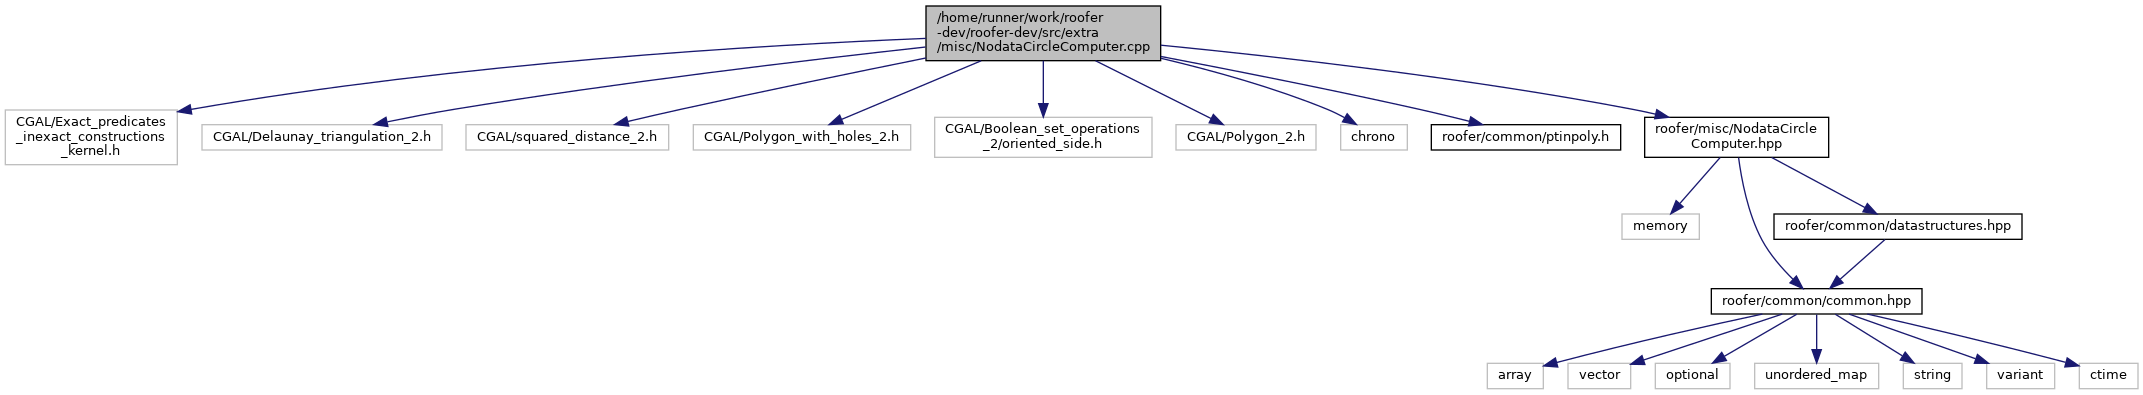 /home/runner/work/roofer
-dev/roofer-dev/src/extra
/misc/NodataCircleComputer.cpp
CGAL/Exact_predicates
_inexact_constructions
_kernel.h
CGAL/Delaunay_triangulation_2.h
CGAL/squared_distance_2.h
CGAL/Polygon_with_holes_2.h
CGAL/Boolean_set_operations
_2/oriented_side.h
CGAL/Polygon_2.h
chrono
roofer/common/ptinpoly.h
roofer/misc/NodataCircle
Computer.hpp
memory
roofer/common/datastructures.hpp
roofer/common/common.hpp
array
vector
optional
unordered_map
string
variant
ctime